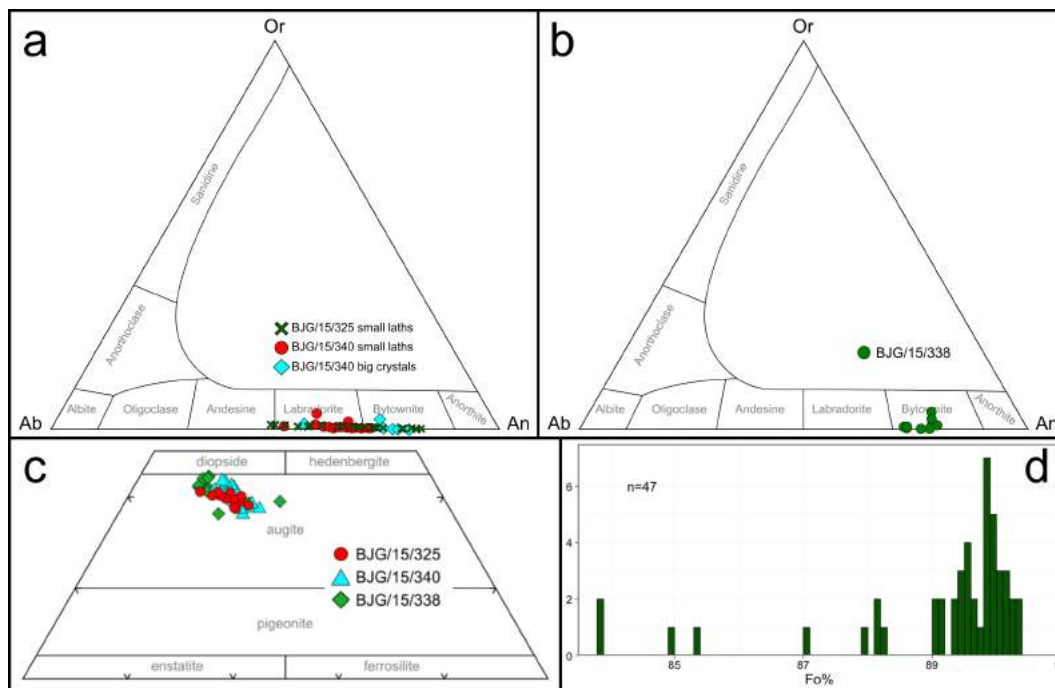 a
Or
Sanidine
Anorthoclase
BJG/15/325 small laths
BJG/15/340 small laths
BJG/15/340 big crystals
Albite
Oligoclase
Andesine
Labradorite
Bytownite
Anorthite
Ab
An
b
Or
Sanidine
Anorthoclase
BJG/15/338
Albite
Oligoclase
Andesine
Labradorite
Bytownite
Anorthite
Ab
An
c
diopside
hedenbergite
augite
BJG/15/325
BJG/15/340
BJG/15/338
pigeonite
enstatite
ferrosilite
d
n=47
6
4
2
0
85
87
89
Fo%